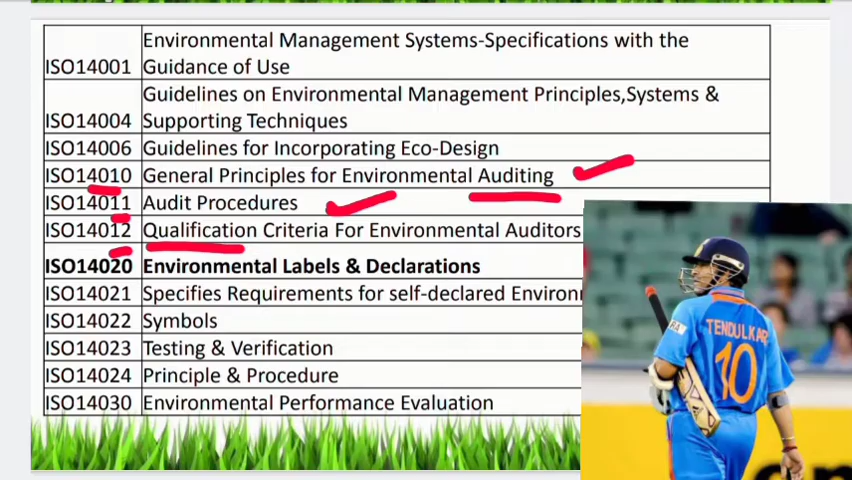 Environmental Management Systems-Specifications with the
ISO14001 Guidance of Use
Guidelines on Environmental Management Principles,Systems &
ISO14004 Supporting Techniques
ISO14006 Guidelines for Incorporating Eco-Design
ISO14010 General Principles for Environmental Auditing
ISO14011 Audit Procedures
ISO14012 Qualification Criteria For Environmental Auditors
ISO14020 Environmental Labels & Declarations
ISO14021 Specifies Requirements for self-declared
ISO14022 Symbols
ISO14023 Testing & Verification
ISO14024 Principle & Procedure
ISO14030 Environmental Performance Evaluation
TENDULKAR
10